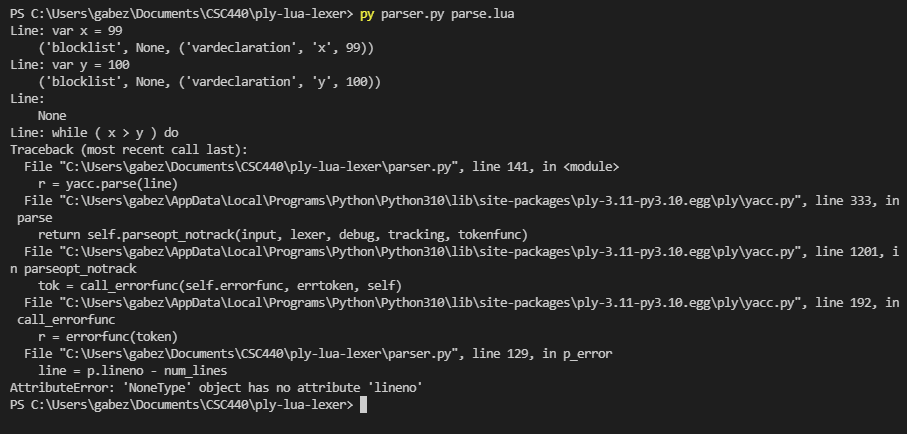 PS C:\Users\gabez\Documents\CSC440\ply-lua-lexer> py parser.py parse.lua
Line: var x = 99
    ('blocklist', None, ('vardeclaration', 'x', 99))
Line: var y = 100
    ('blocklist', None, ('vardeclaration', 'y', 100))
Line:
    None
Line: while ( x > y ) do
Traceback (most recent call last):
  File "C:\Users\gabez\Documents\CSC440\ply-lua-lexer\parser.py", line 141, in <module>
    r = yacc.parse(line)
  File "C:\Users\gabez\AppData\Local\Programs\Python\Python310\lib\site-packages\ply-3.11-py3.10.egg\ply\yacc.py", line 333, in
 parse
    return self.parseopt_notrack(input, lexer, debug, tracking, tokenfunc)
  File "C:\Users\gabez\AppData\Local\Programs\Python\Python310\lib\site-packages\ply-3.11-py3.10.egg\ply\yacc.py", line 1201, i
n parseopt_notrack
    tok = call_errorfunc(self.errorfunc, errtoken, self)
  File "C:\Users\gabez\AppData\Local\Programs\Python\Python310\lib\site-packages\ply-3.11-py3.10.egg\ply\yacc.py", line 192, in
 call_errorfunc
    r = errorfunc(token)
  File "C:\Users\gabez\Documents\CSC440\ply-lua-lexer\parser.py", line 129, in p_error
    line = p.lineno - num_lines
AttributeError: 'NoneType' object has no attribute 'lineno'
PS C:\Users\gabez\Documents\CSC440\ply-lua-lexer>